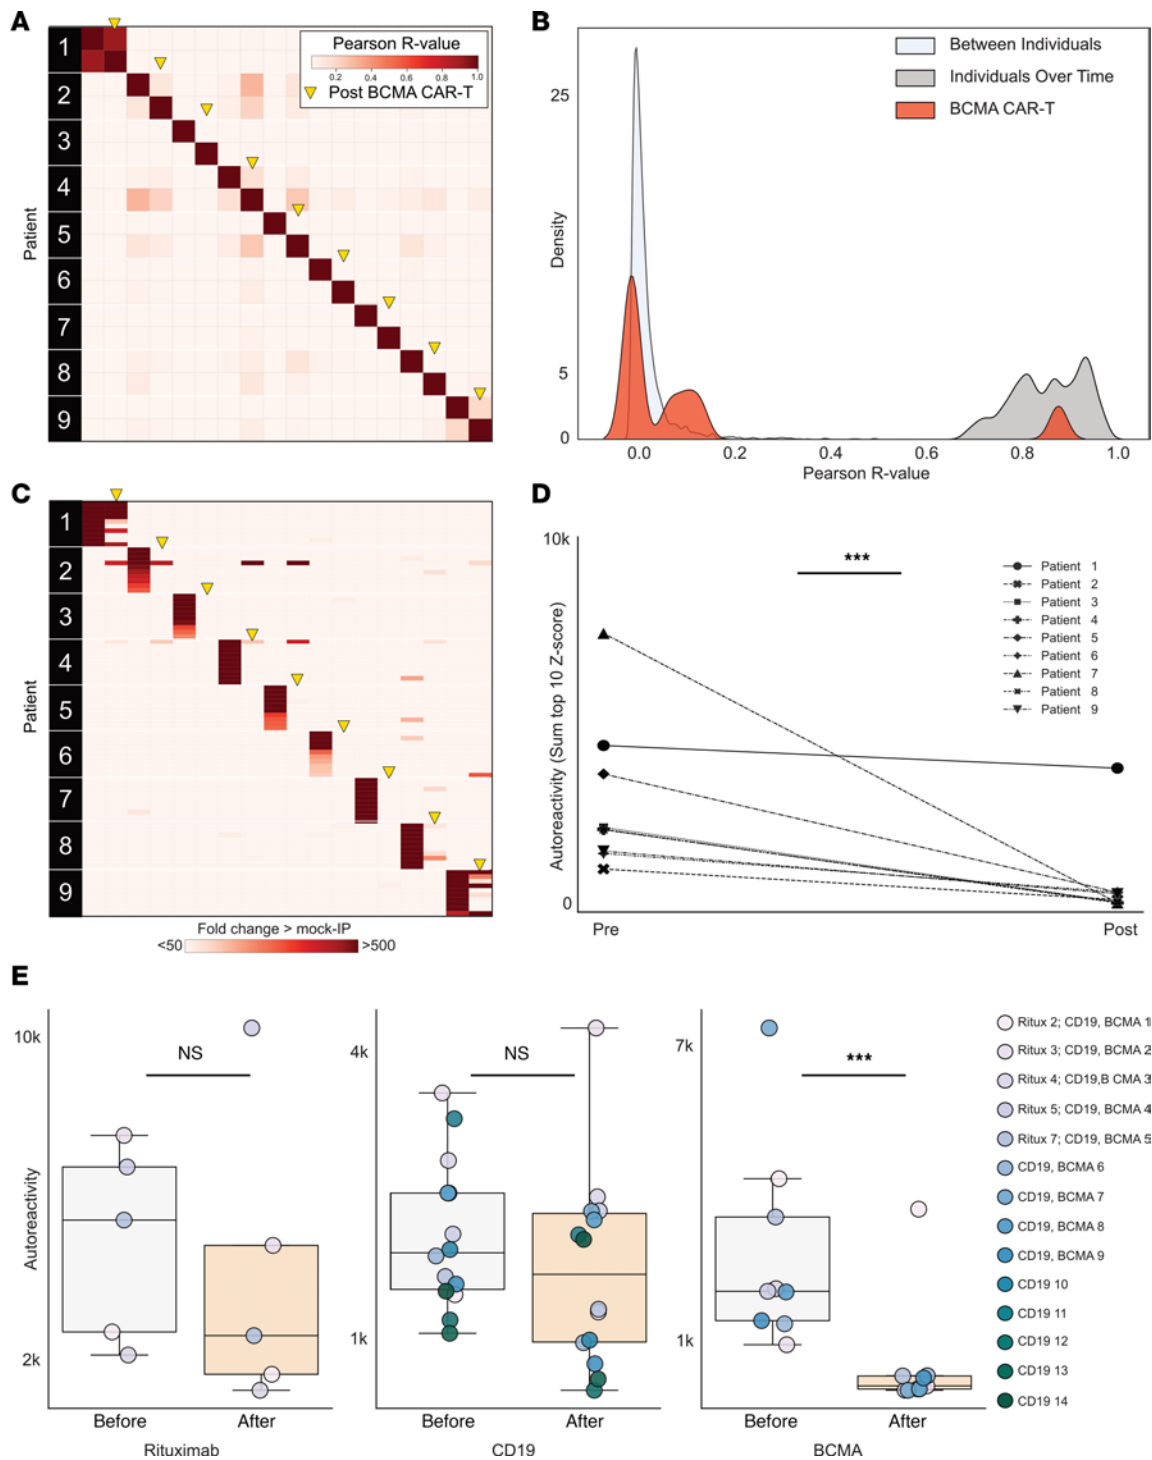 A
B
1
2
3
4
5
6
7
8
9
Patient
Pearson R-value
0.2 0.4 0.6 0.8 1.0
Post BCMA CAR-T
Between Individuals
Individuals Over Time
BCMA CAR-T
25
5
0
Density
0.0 0.2 0.4 0.6 0.8 1.0
Pearson R-value
C
D
1
2
3
4
5
6
7
8
9
Patient
Fold change > mock-IP
<50 >500
10k
0
Autoreactivity (Sum top 10 Z-score)
***
Patient 1
Patient 2
Patient 3
Patient 4
Patient 5
Patient 6
Patient 7
Patient 8
Patient 9
Pre Post
E
Autoreactivity
10k
2k
NS
Before After
Rituximab
4k
1k
NS
Before After
CD19
7k
1k
***
Before After
BCMA
Ritux 2; CD19, BCMA 1
Ritux 3; CD19, BCMA 2
Ritux 4; CD19,B CMA 3
Ritux 5; CD19, BCMA 4
Ritux 7; CD19, BCMA 5
CD19, BCMA 6
CD19, BCMA 7
CD19, BCMA 8
CD19, BCMA 9
CD19 10
CD19 11
CD19 12
CD19 13
CD19 14